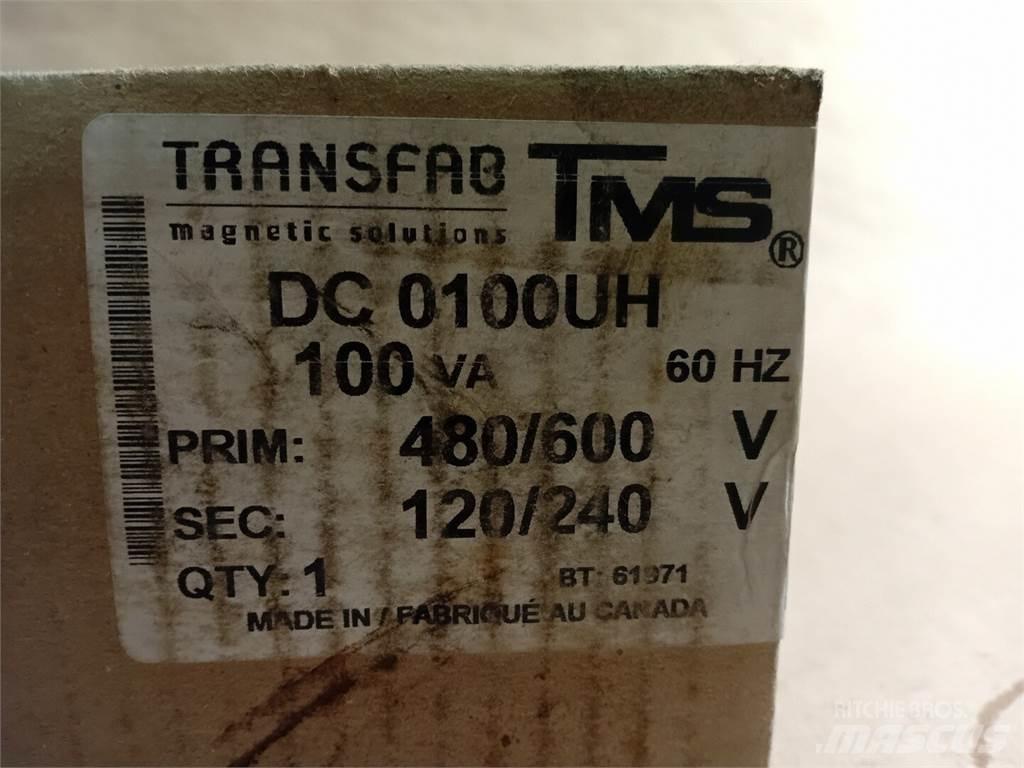 TRANSFAB TMS®
magnetic solutions
DC 0100UH
100 VA 60 HZ
PRIM: 480/600 V
SEC: 120/240 V
QTY: 1 BT: 61971
MADE IN / FABRIQUÉ AU CANADA
RITCHIE BROS.
MASCUS